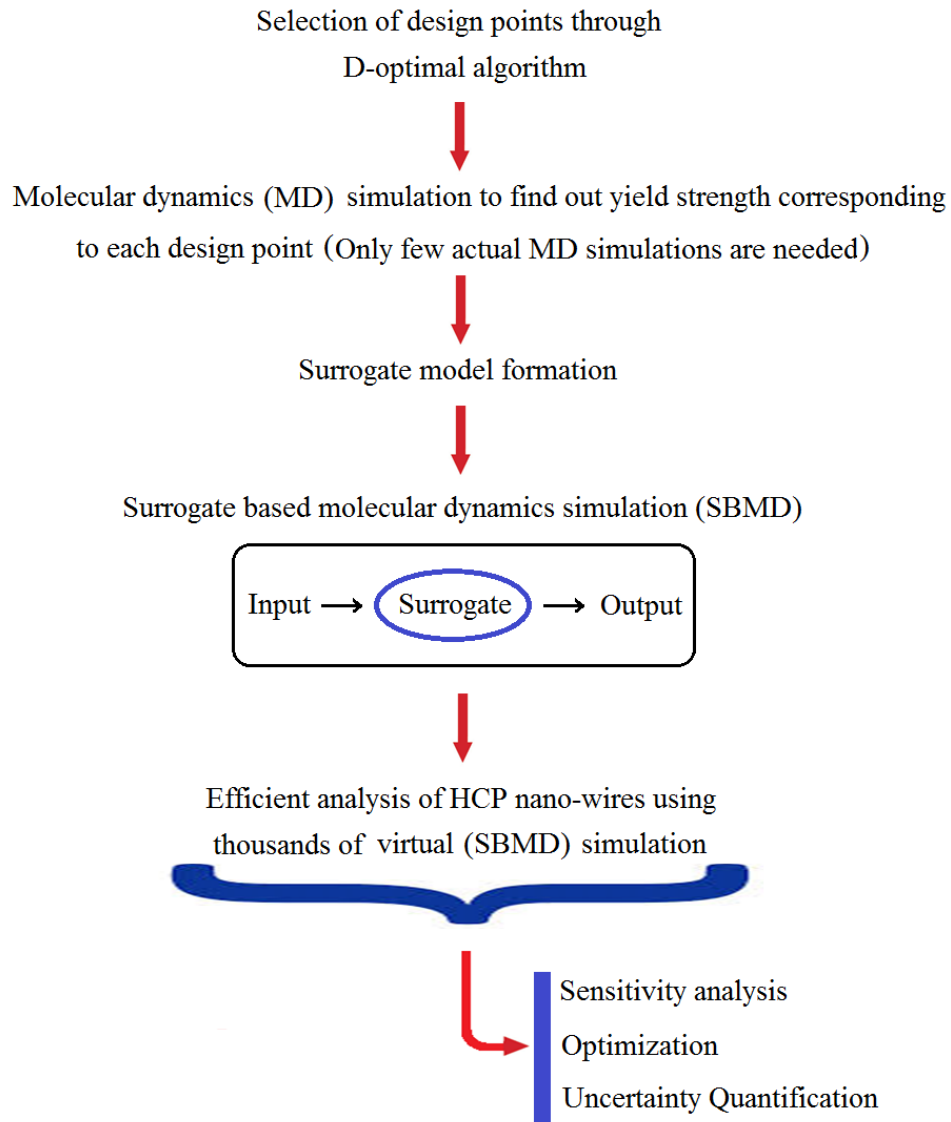 Selection of design points through
D-optimal algorithm
Molecular dynamics (MD) simulation to find out yield strength corresponding
to each design point (Only few actual MD simulations are needed)
Surrogate model formation
Surrogate based molecular dynamics simulation (SBMD)
Input Surrogate Output
Efficient analysis of HCP nano-wires using
thousands of virtual (SBMD) simulation
Sensitivity analysis
Optimization
Uncertainty Quantification